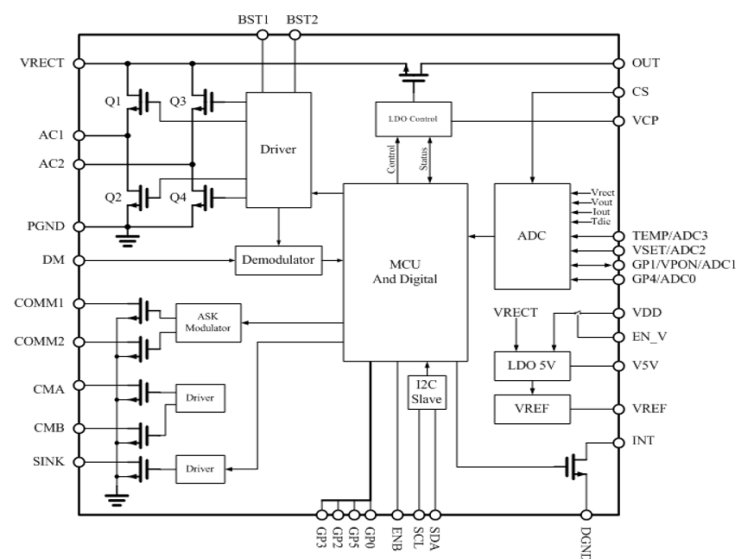 BST1 BST2
VRECT
OUT
Q1
Q3
CS
LDO Control
VCP
AC1
Driver
Control
Status
AC2
Vrect
Vout
Iout
Tdie
Q2
Q4
MCU
And Digital
ADC
PGND
TEMP/ADC3
VSET/ADC2
DM
Demodulator
GP1/VPON/ADC1
GP4/ADC0
COMM1
ASK
Modulator
VRECT
VDD
COMM2
EN_V
LDO 5V
V5V
CMA
Driver
I2C
Slave
VREF
VREF
CMB
INT
SINK
Driver
GP3
GP2
GP5
GP0
ENB
SCL
SDA
DGND